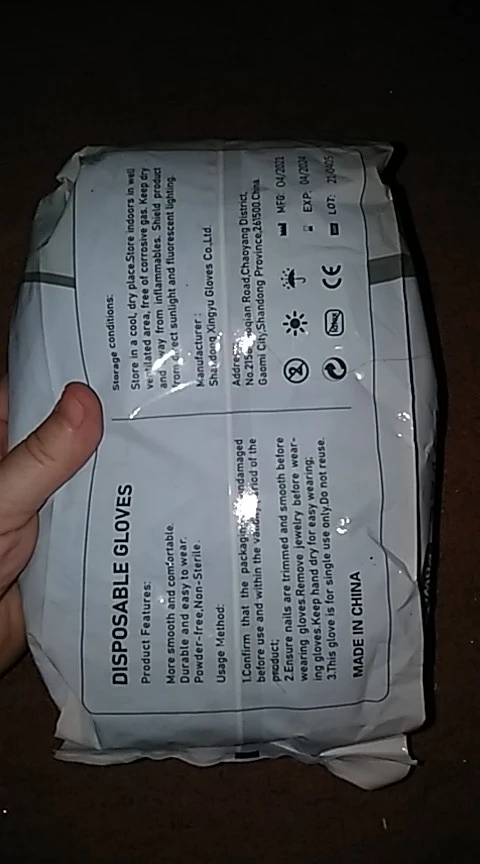 DISPOSABLE GLOVES
Product Features:
More smooth and comfortable.
Durable and easy to wear.
Powder-free,Non-Sterile.
Usage Method:
1.Confirm that the packaging undamaged
before use and within the period of the
product;
2.Ensure nails are trimmed and smooth before
wearing gloves.Remove jewelry before wear-
ing gloves.Keep hand dry for easy wearing;
3.This glove is for single use only.Do not reuse.
MADE IN CHINA
Storage conditions:
Store in a cool, dry place.Store indoors in well
ventilated area, free of corrosive gas. Keep dry
and away from inflammables. Shield product
from direct sunlight and fluorescent lighting.
Manufacturer :
Shandong Xingyu Gloves Co.,Ltd.
Address
Road,Chaoyang District,
Gaomi City,Shandong Province,261500.China
MFG: 04/2021
EXP: 04/2024
LOT:
2
CE